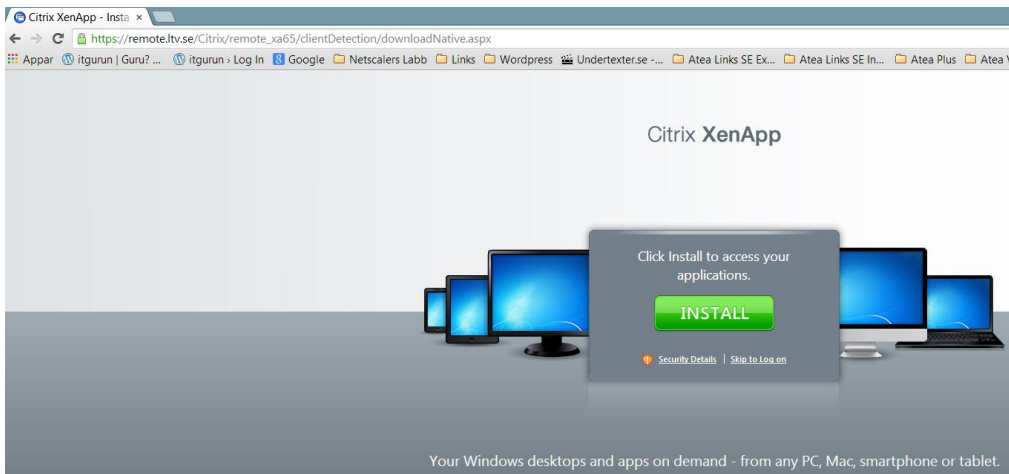 Citrix XenApp - Insta
https://remote.ltv.se/Citrix/remote_xa65/clientDetection/downloadNative.aspx
Appar itgurun | Guru? ... itgurun › Log In Google Netscalers Labb Links Wordpress Undertexter.se -... Atea Links SE Ex... Atea Links SE In... Atea Plus Atea
Citrix XenApp
Click Install to access your
applications.
INSTALL
Security Details | Skip to Log on
Your Windows desktops and apps on demand - from any PC, Mac, smartphone or tablet.